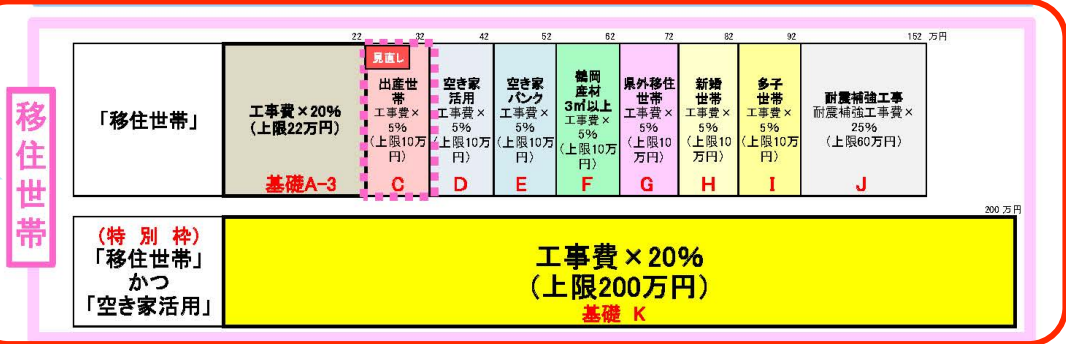 移住世帯
22 32 42 52 62 72 82 92 152 万円
「移住世帯」
工事費×20%
(上限22万円)
基礎A-3
見直し
出産世
帯
工事費×
5%
(上限10万
円)
C
空き家
活用
工事費×
5%
(上限10万
円)
D
空き家
バンク
工事費×
5%
(上限10万
円)
E
鶴岡
産材
3㎥以上
工事費×
5%
(上限10万
円)
F
県外移住
世帯
工事費×
5%
(上限10
万円)
G
新婚
世帯
工事費×
5%
(上限10
万円)
H
多子
世帯
工事費×
5%
(上限10万
円)
I
耐震補強工事
耐震補強工事費×
25%
(上限60万円)
J
200 万円
(特 別 枠)
「移住世帯」
かつ
「空き家活用」
工事費×20%
(上限200万円)
基礎 K